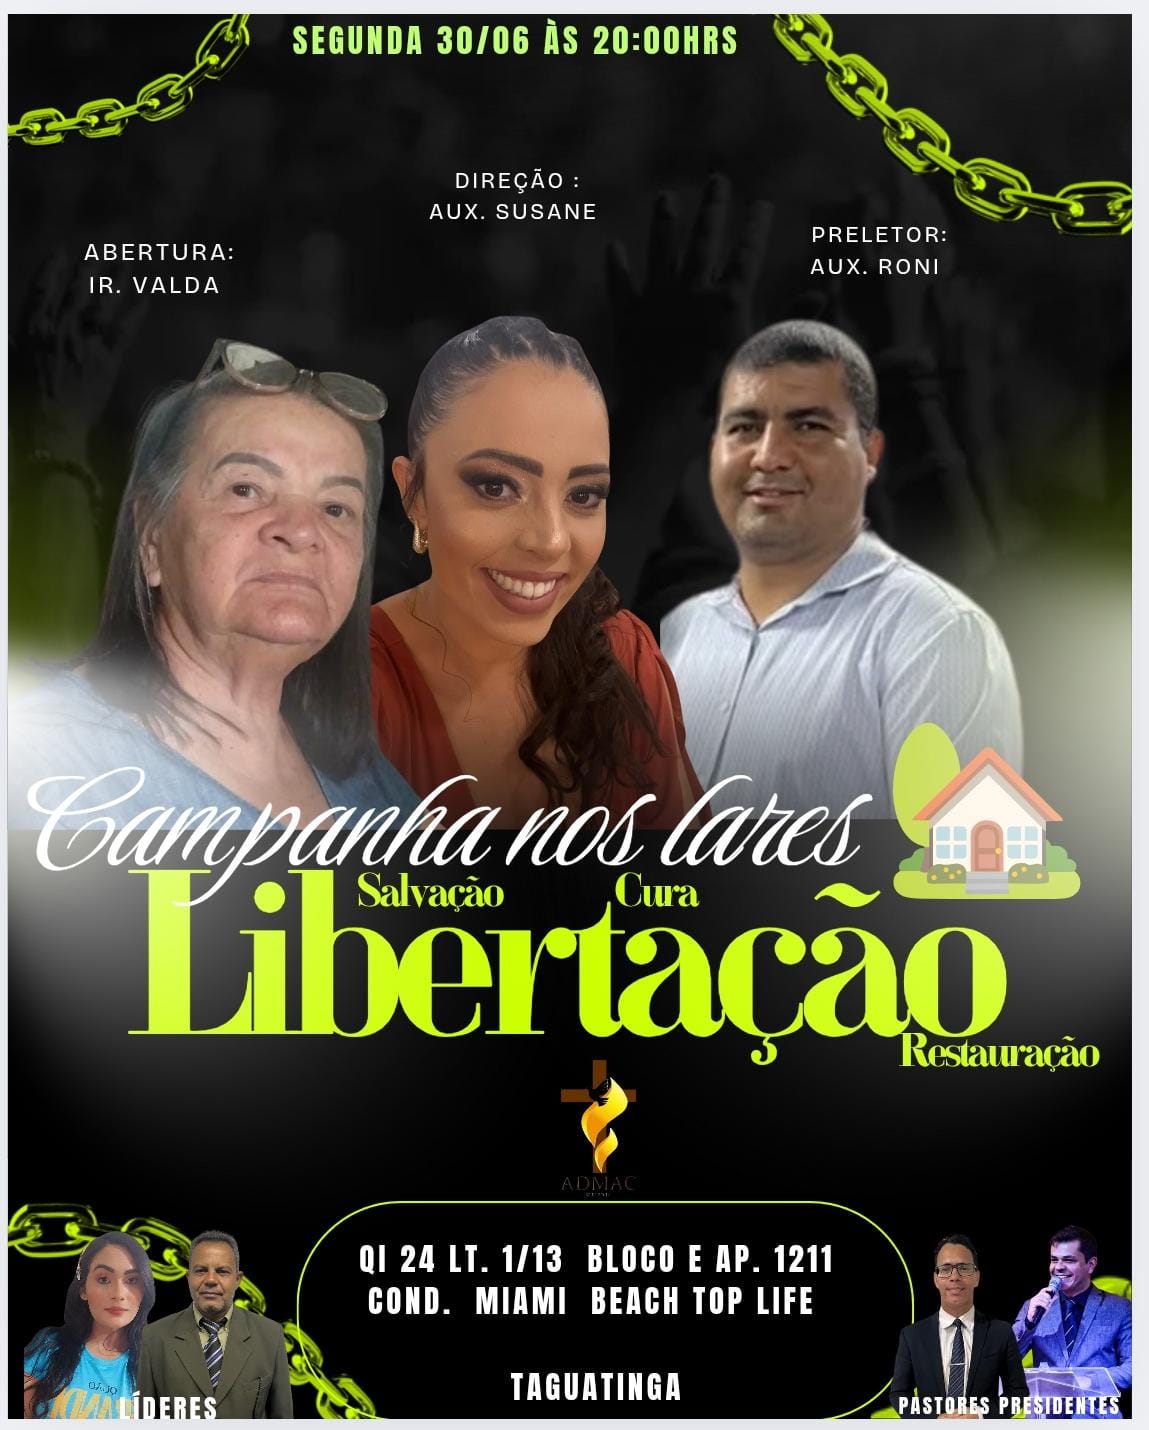 SEGUNDA 30/06 ÀS 20:00HRS
DIREÇÃO :
AUX. SUSANE
ABERTURA:
IR. VALDA
PRELETOR:
AUX. RONI
Campanha nos lares
Salvação
Cura
Libertação
Restauração
ADMAC
QI 24 LT. 1/13 BLOCO E AP. 1211
COND. MIAMI BEACH TOP LIFE
TAGUATINGA
LÍDERES
PASTORES PRESIDENTES